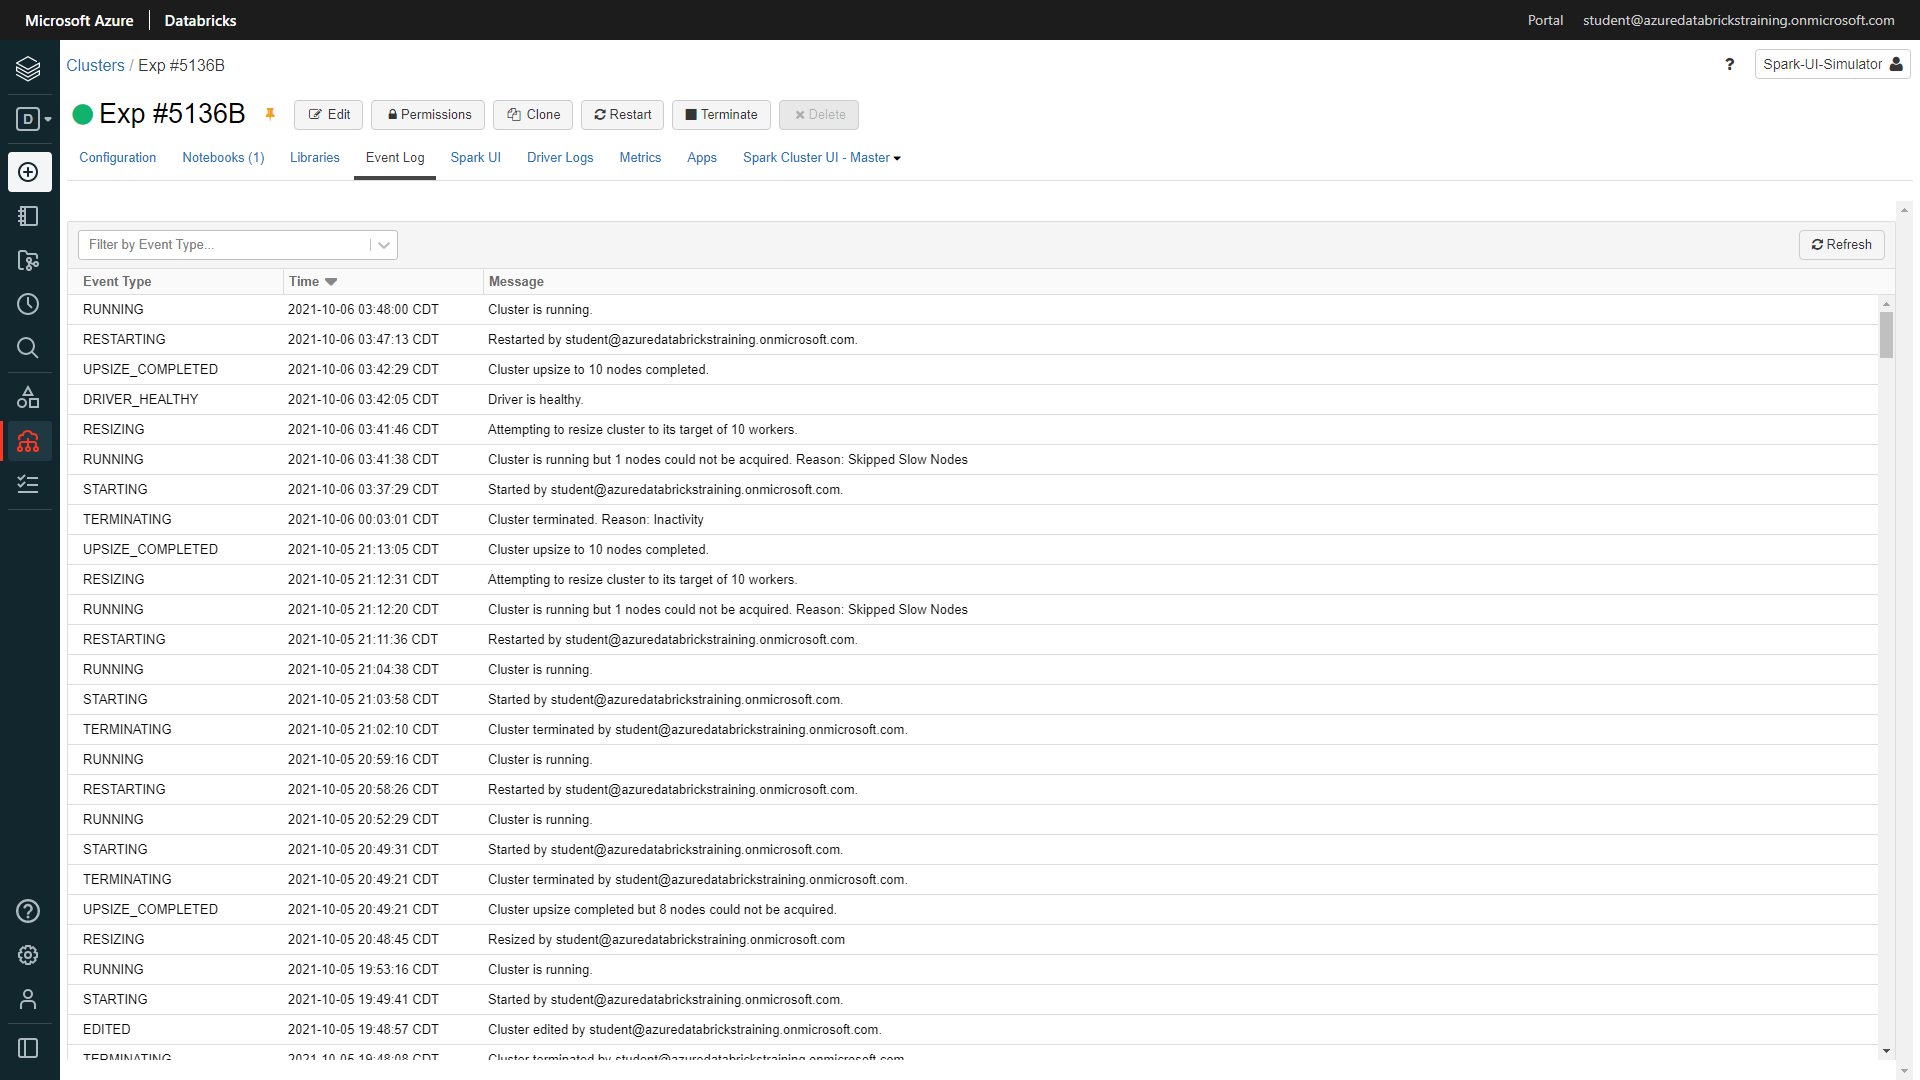 Microsoft Azure Databricks Portal student@azuredatabrickstraining.onmicrosoft.com
Clusters / Exp #5136B ? Spark-UI-Simulator
D
Exp #5136B Edit Permissions Clone Restart Terminate Delete
Configuration Notebooks (1) Libraries Event Log Spark UI Driver Logs Metrics Apps Spark Cluster UI - Master
Filter by Event Type... Refresh
Event Type Time Message
RUNNING 2021-10-06 03:48:00 CDT Cluster is running.
RESTARTING 2021-10-06 03:47:13 CDT Restarted by student@azuredatabrickstraining.onmicrosoft.com.
UPSIZE_COMPLETED 2021-10-06 03:42:29 CDT Cluster upsize to 10 nodes completed.
DRIVER_HEALTHY 2021-10-06 03:42:05 CDT Driver is healthy.
RESIZING 2021-10-06 03:41:46 CDT Attempting to resize cluster to its target of 10 workers.
RUNNING 2021-10-06 03:41:38 CDT Cluster is running but 1 nodes could not be acquired. Reason: Skipped Slow Nodes
STARTING 2021-10-06 03:37:29 CDT Started by student@azuredatabrickstraining.onmicrosoft.com.
TERMINATING 2021-10-06 00:03:01 CDT Cluster terminated. Reason: Inactivity
UPSIZE_COMPLETED 2021-10-05 21:13:05 CDT Cluster upsize to 10 nodes completed.
RESIZING 2021-10-05 21:12:31 CDT Attempting to resize cluster to its target of 10 workers.
RUNNING 2021-10-05 21:12:20 CDT Cluster is running but 1 nodes could not be acquired. Reason: Skipped Slow Nodes
RESTARTING 2021-10-05 21:11:36 CDT Restarted by student@azuredatabrickstraining.onmicrosoft.com.
RUNNING 2021-10-05 21:04:38 CDT Cluster is running.
STARTING 2021-10-05 21:03:58 CDT Started by student@azuredatabrickstraining.onmicrosoft.com.
TERMINATING 2021-10-05 21:02:10 CDT Cluster terminated by student@azuredatabrickstraining.onmicrosoft.com.
RUNNING 2021-10-05 20:59:16 CDT Cluster is running.
RESTARTING 2021-10-05 20:58:26 CDT Restarted by student@azuredatabrickstraining.onmicrosoft.com.
RUNNING 2021-10-05 20:52:29 CDT Cluster is running.
STARTING 2021-10-05 20:49:31 CDT Started by student@azuredatabrickstraining.onmicrosoft.com.
TERMINATING 2021-10-05 20:49:21 CDT Cluster terminated by student@azuredatabrickstraining.onmicrosoft.com.
UPSIZE_COMPLETED 2021-10-05 20:49:21 CDT Cluster upsize completed but 8 nodes could not be acquired.
RESIZING 2021-10-05 20:48:45 CDT Resized by student@azuredatabrickstraining.onmicrosoft.com
RUNNING 2021-10-05 19:53:16 CDT Cluster is running.
STARTING 2021-10-05 19:49:41 CDT Started by student@azuredatabrickstraining.onmicrosoft.com.
EDITED 2021-10-05 19:48:57 CDT Cluster edited by student@azuredatabrickstraining.onmicrosoft.com.
TERMINATING 2021-10-05 19:48:08 CDT Cluster terminated by student@azuredatabrickstraining.onmicrosoft.com.